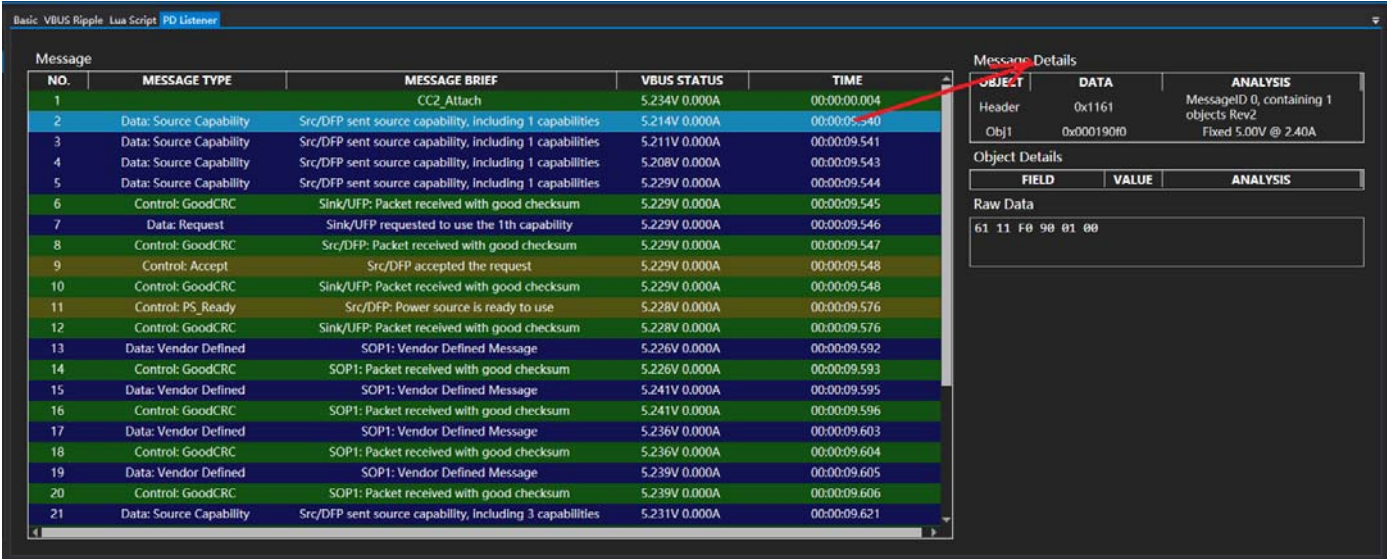 Basic VBUS Ripple Lua Script PD Listener
Message
NO. MESSAGE TYPE MESSAGE BRIEF VBUS STATUS TIME
1 CC2_Attach 5.234V 0.000A 00:00:00.004
2 Data: Source Capability Src/DFP sent source capability, including 1 capabilities 5.214V 0.000A 00:00:09.540
3 Data: Source Capability Src/DFP sent source capability, including 1 capabilities 5.211V 0.000A 00:00:09.541
4 Data: Source Capability Src/DFP sent source capability, including 1 capabilities 5.208V 0.000A 00:00:09.543
5 Data: Source Capability Src/DFP sent source capability, including 1 capabilities 5.229V 0.000A 00:00:09.544
6 Control: GoodCRC Sink/UFP: Packet received with good checksum 5.229V 0.000A 00:00:09.545
7 Data: Request Sink/UFP requested to use the 1th capability 5.229V 0.000A 00:00:09.546
8 Control: GoodCRC Src/DFP: Packet received with good checksum 5.229V 0.000A 00:00:09.547
9 Control: Accept Src/DFP accepted the request 5.229V 0.000A 00:00:09.548
10 Control: GoodCRC Sink/UFP: Packet received with good checksum 5.229V 0.000A 00:00:09.548
11 Control: PS_Ready Src/DFP: Power source is ready to use 5.228V 0.000A 00:00:09.576
12 Control: GoodCRC Sink/UFP: Packet received with good checksum 5.228V 0.000A 00:00:09.576
13 Data: Vendor Defined SOP1: Vendor Defined Message 5.226V 0.000A 00:00:09.592
14 Control: GoodCRC SOP1: Packet received with good checksum 5.226V 0.000A 00:00:09.593
15 Data: Vendor Defined SOP1: Vendor Defined Message 5.241V 0.000A 00:00:09.595
16 Control: GoodCRC SOP1: Packet received with good checksum 5.241V 0.000A 00:00:09.596
17 Data: Vendor Defined SOP1: Vendor Defined Message 5.236V 0.000A 00:00:09.603
18 Control: GoodCRC SOP1: Packet received with good checksum 5.236V 0.000A 00:00:09.604
19 Data: Vendor Defined SOP1: Vendor Defined Message 5.239V 0.000A 00:00:09.605
20 Control: GoodCRC SOP1: Packet received with good checksum 5.239V 0.000A 00:00:09.606
21 Data: Source Capability Src/DFP sent source capability, including 3 capabilities 5.231V 0.000A 00:00:09.621
Message Details
OBJECT DATA ANALYSIS
Header 0x1161 MessageID 0, containing 1
objects Rev2
Obj1 0x000190f0 Fixed 5.00V @ 2.40A
Object Details
FIELD VALUE ANALYSIS
Raw Data
61 11 F0 90 01 00